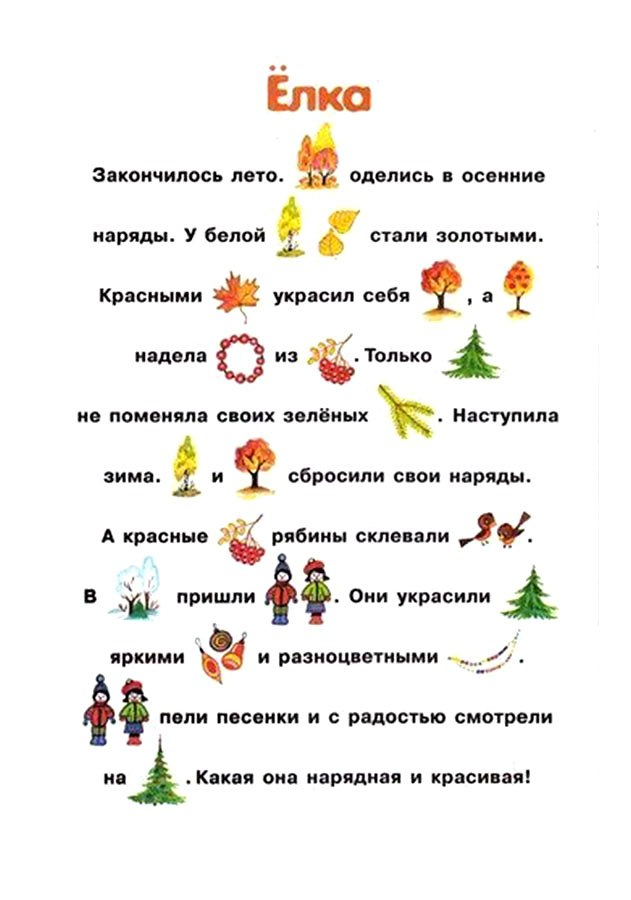 Ёлка
Закончилось лето. оделись в осенние
наряды. У белой стали золотыми.
Красными украсил себя , а
надела из . Только
не поменяла своих зелёных . Наступила
зима. и сбросили свои наряды.
А красные рябины склевали .
В пришли . Они украсили
яркими и разноцветными .
пели песенки и с радостью смотрели
на . Какая она нарядная и красивая!